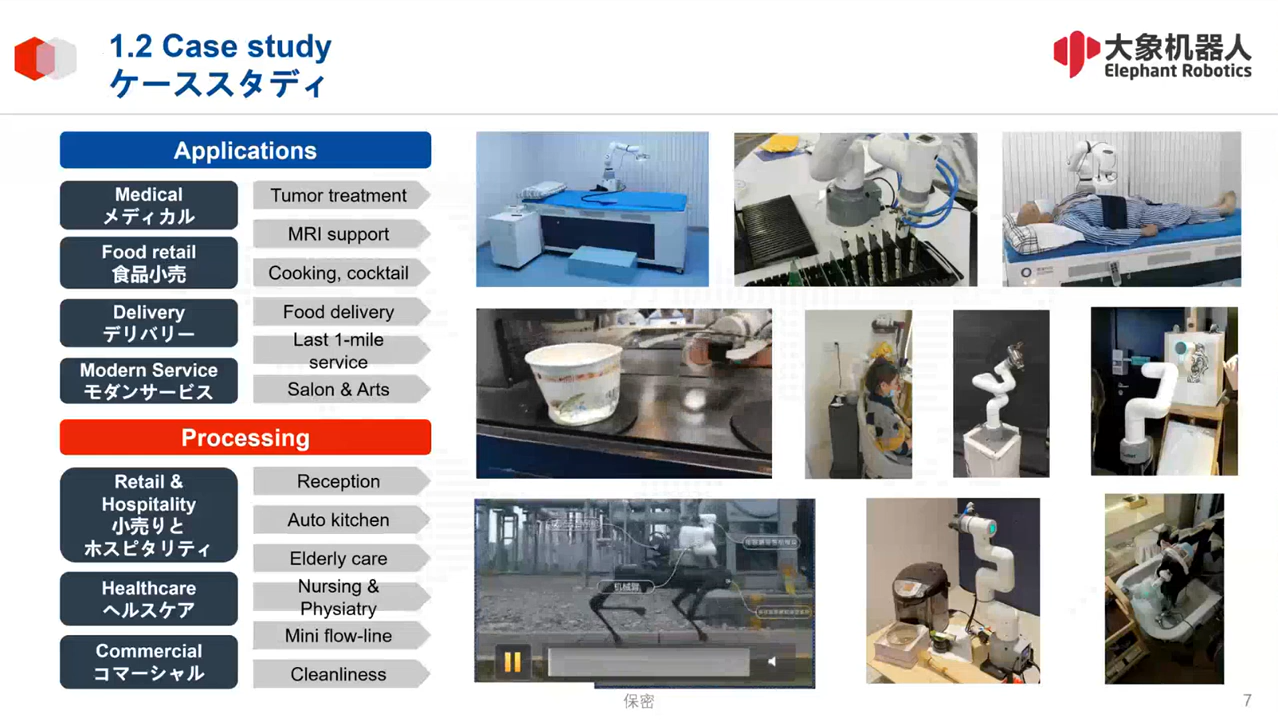 1.2 Case study
ケーススタディ
大象机器人
Elephant Robotics
Applications
Medical
メディカル
Food retail
食品小売
Delivery
デリバリー
Modern Service
モダンサービス
Tumor treatment
MRI support
Cooking, cocktail
Food delivery
Last 1-mile
service
Salon & Arts
Processing
Retail &
Hospitality
小売りと
ホスピタリティ
Healthcare
ヘルスケア
Commercial
コマーシャル
Reception
Auto kitchen
Elderly care
Nursing &
Physiatry
Mini flow-line
Cleanliness
机械臂
保密
7